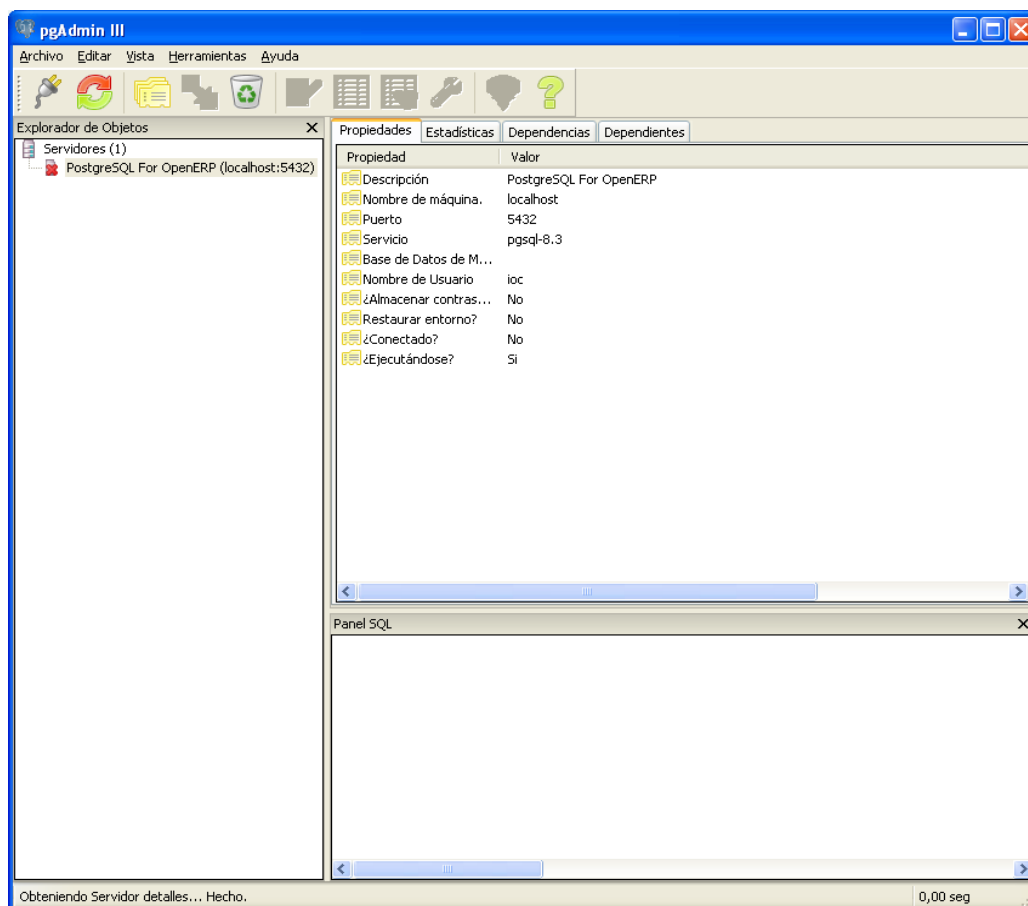 pgAdmin III
Archivo Editar Vista Herramientas Ayuda
Explorador de Objetos
Servidores (1)
PostgreSQL For OpenERP (localhost:5432)
Propiedades Estadísticas Dependencias Dependientes
Propiedad Valor
Descripción PostgreSQL For OpenERP
Nombre de máquina. localhost
Puerto 5432
Servicio pgsql-8.3
Base de Datos de M...
Nombre de Usuario ioc
¿Almacenar contras... No
Restaurar entorno? No
¿Conectado? No
¿Ejecutándose? Si
Panel SQL
Obteniendo Servidor detalles... Hecho. 0,00 seg